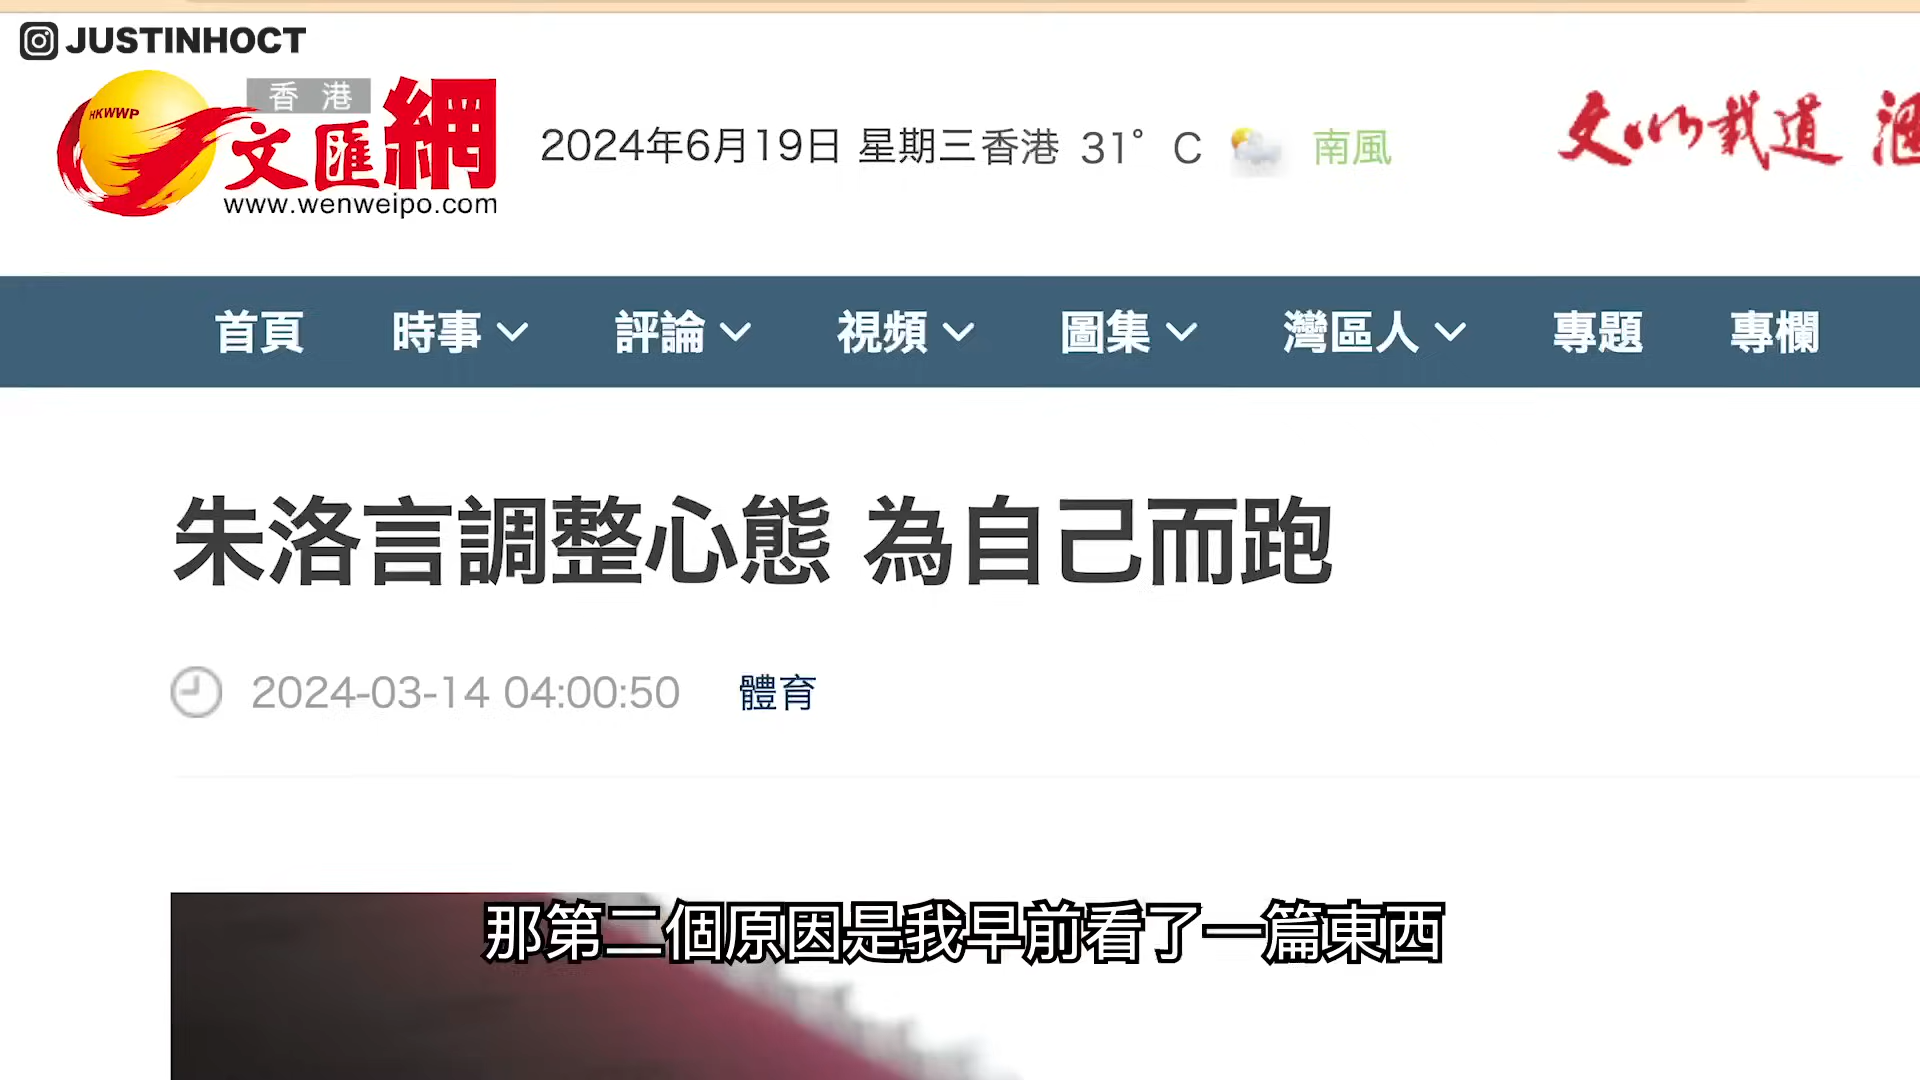 JUSTINHOCT
HKWWP
香港
文匯網
www.wenweipo.com
2024年6月19日 星期三香港 31°C 南風
文以載道
首頁 時事 評論 視頻 圖集 灣區人 專題 專欄
朱洛言調整心態 為自己而跑
2024-03-14 04:00:50 體育
那第二個原因是我早前看了一篇東西